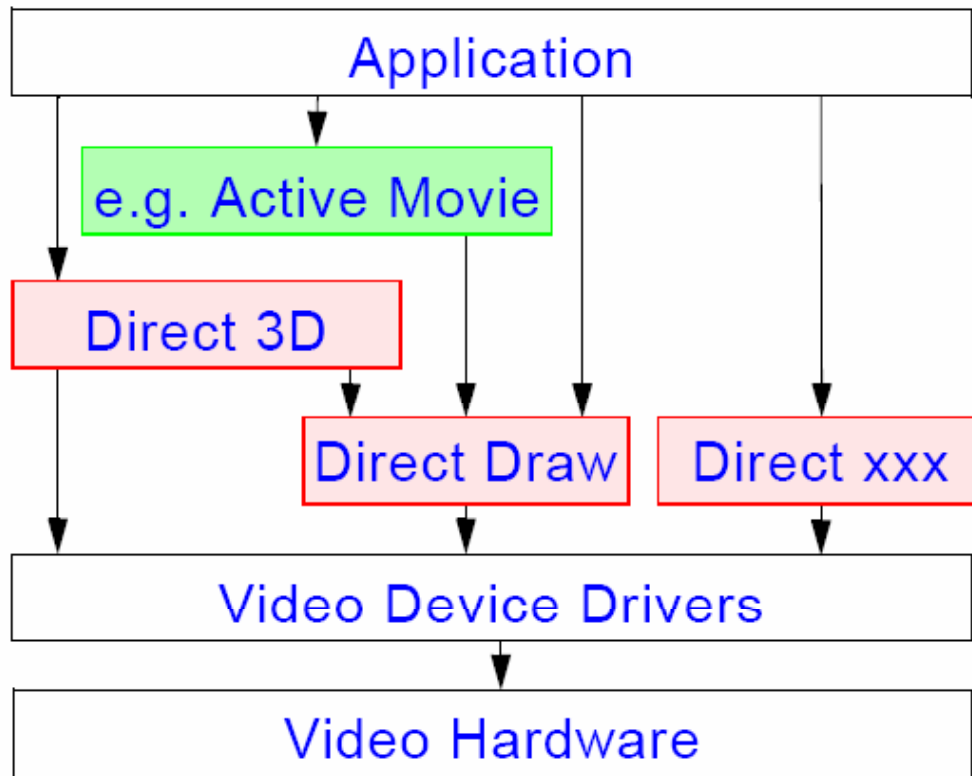 Application
e.g. Active Movie
Direct 3D
Direct Draw
Direct xxx
Video Device Drivers
Video Hardware